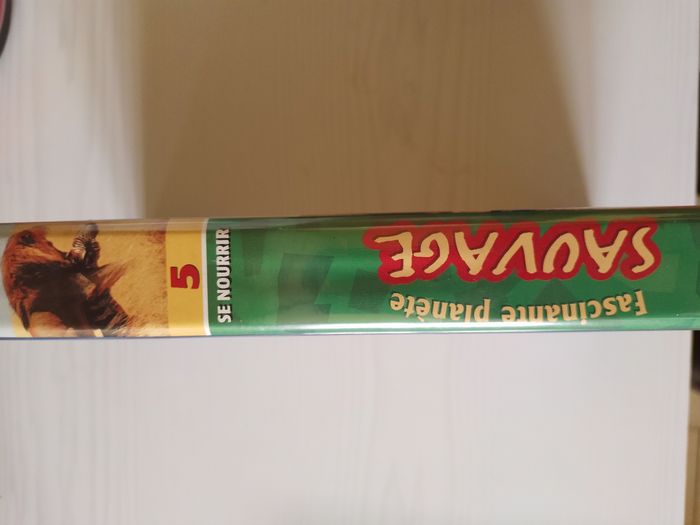 Fascinante planète
SAUVAGE
SE NOURRIR
5